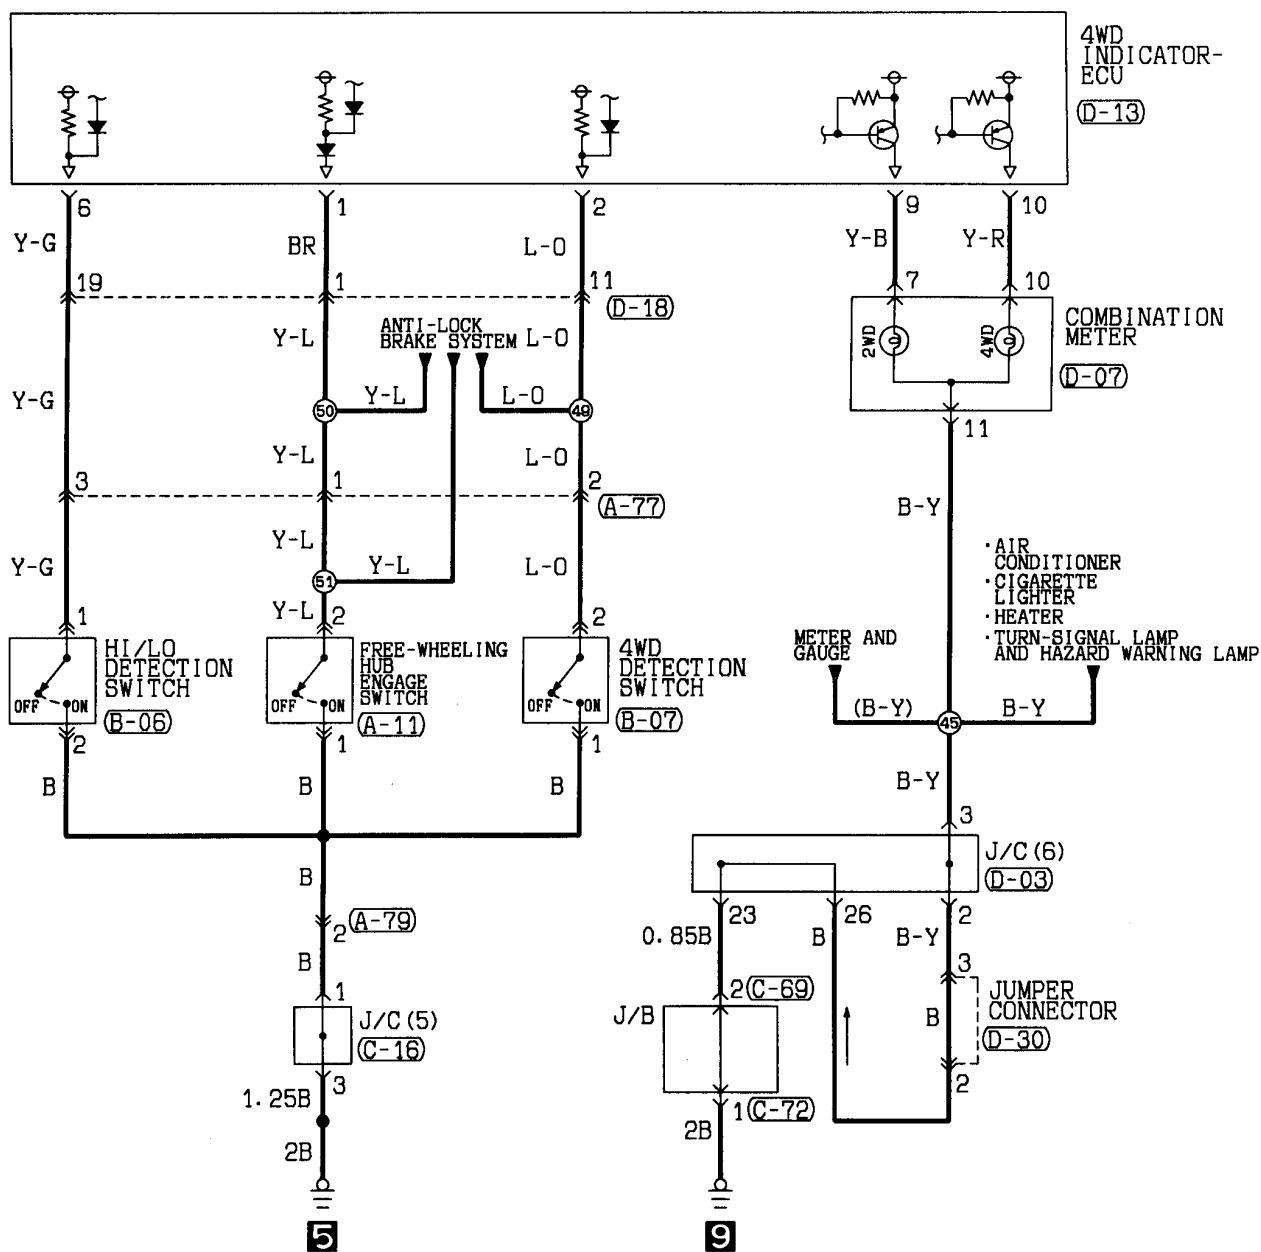 4WD
INDICATOR-
ECU
(D-13)
6
1
2
9
10
Y-G
BR
L-O
Y-B
Y-R
19
1
11
(D-18)
7
10
2WD
4WD
COMBINATION
METER
(D-07)
11
ANTI-LOCK
BRAKE SYSTEM
Y-L
L-O
Y-G
Y-L
L-O
50
49
Y-L
L-O
3
1
2
(A-77)
B-Y
Y-L
Y-G
Y-L
L-O
51
Y-L
·AIR
CONDITIONER
·CIGARETTE
LIGHTER
·HEATER
·TURN-SIGNAL LAMP
AND HAZARD WARNING LAMP
METER AND
GAUGE
1
2
2
HI/LO
DETECTION
SWITCH
(B-06)
OFF
ON
FREE-WHEELING
HUB
ENGAGE
SWITCH
(A-11)
OFF
ON
4WD
DETECTION
SWITCH
(B-07)
OFF
ON
2
1
1
(B-Y)
45
B-Y
B
B
B
B-Y
3
J/C(6)
(D-03)
B
2
(A-79)
B
23
26
2
0.85B
B
B-Y
3
1
J/C(5)
(C-16)
3
2(C-69)
J/B
B
JUMPER
CONNECTOR
(D-30)
2
1(C-72)
1.25B
2B
2B
5
9